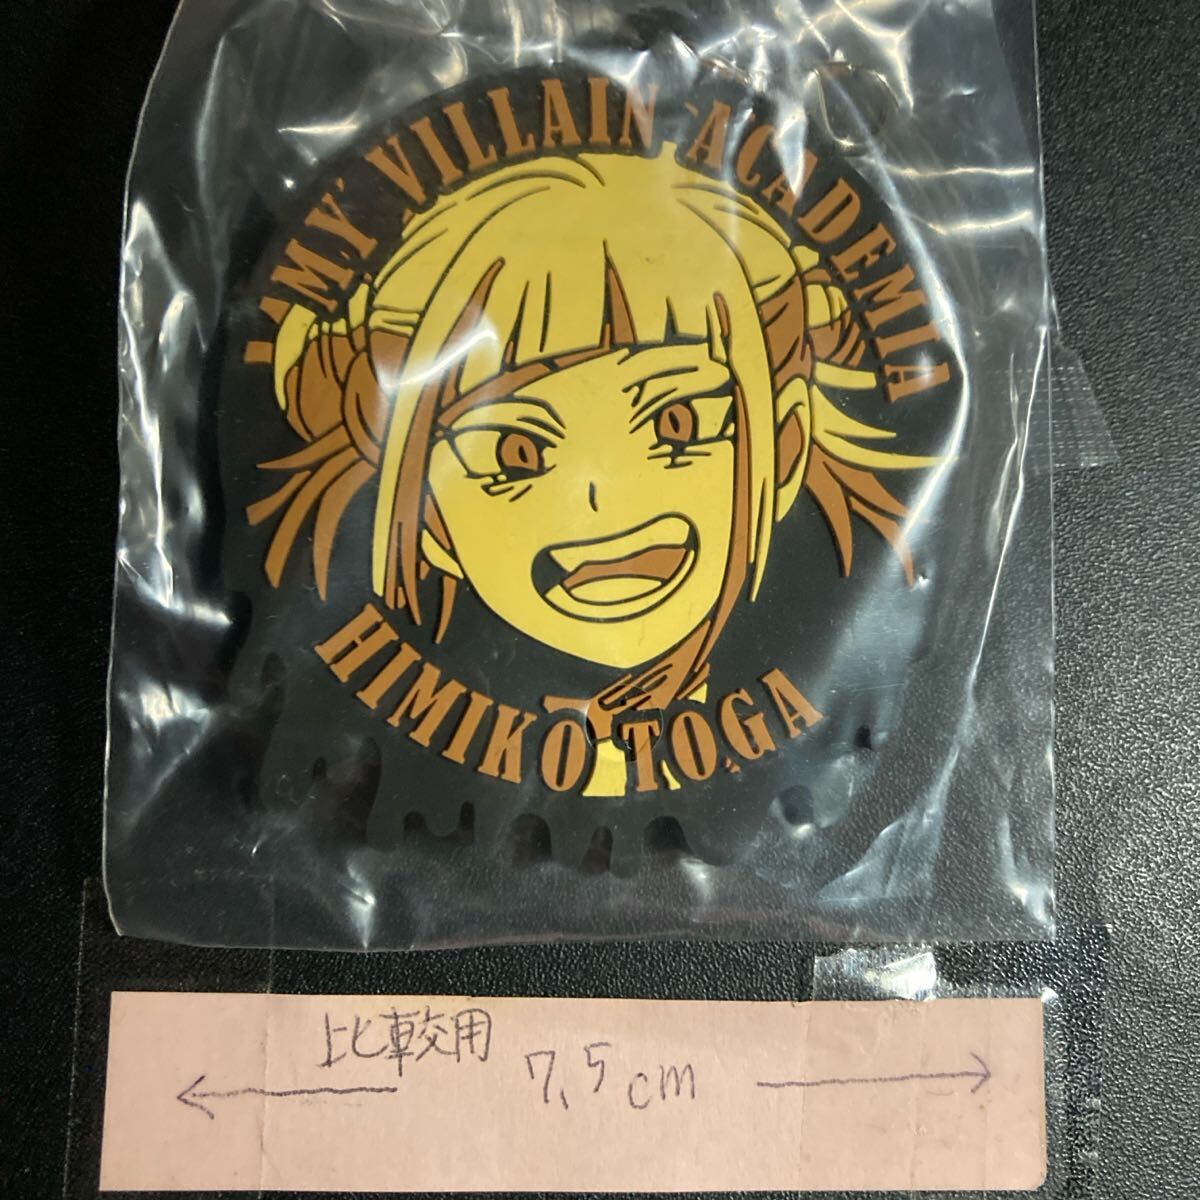 "MY VILLAIN ACADEMIA
HIMIKO TOGA
比較用
7.5cm